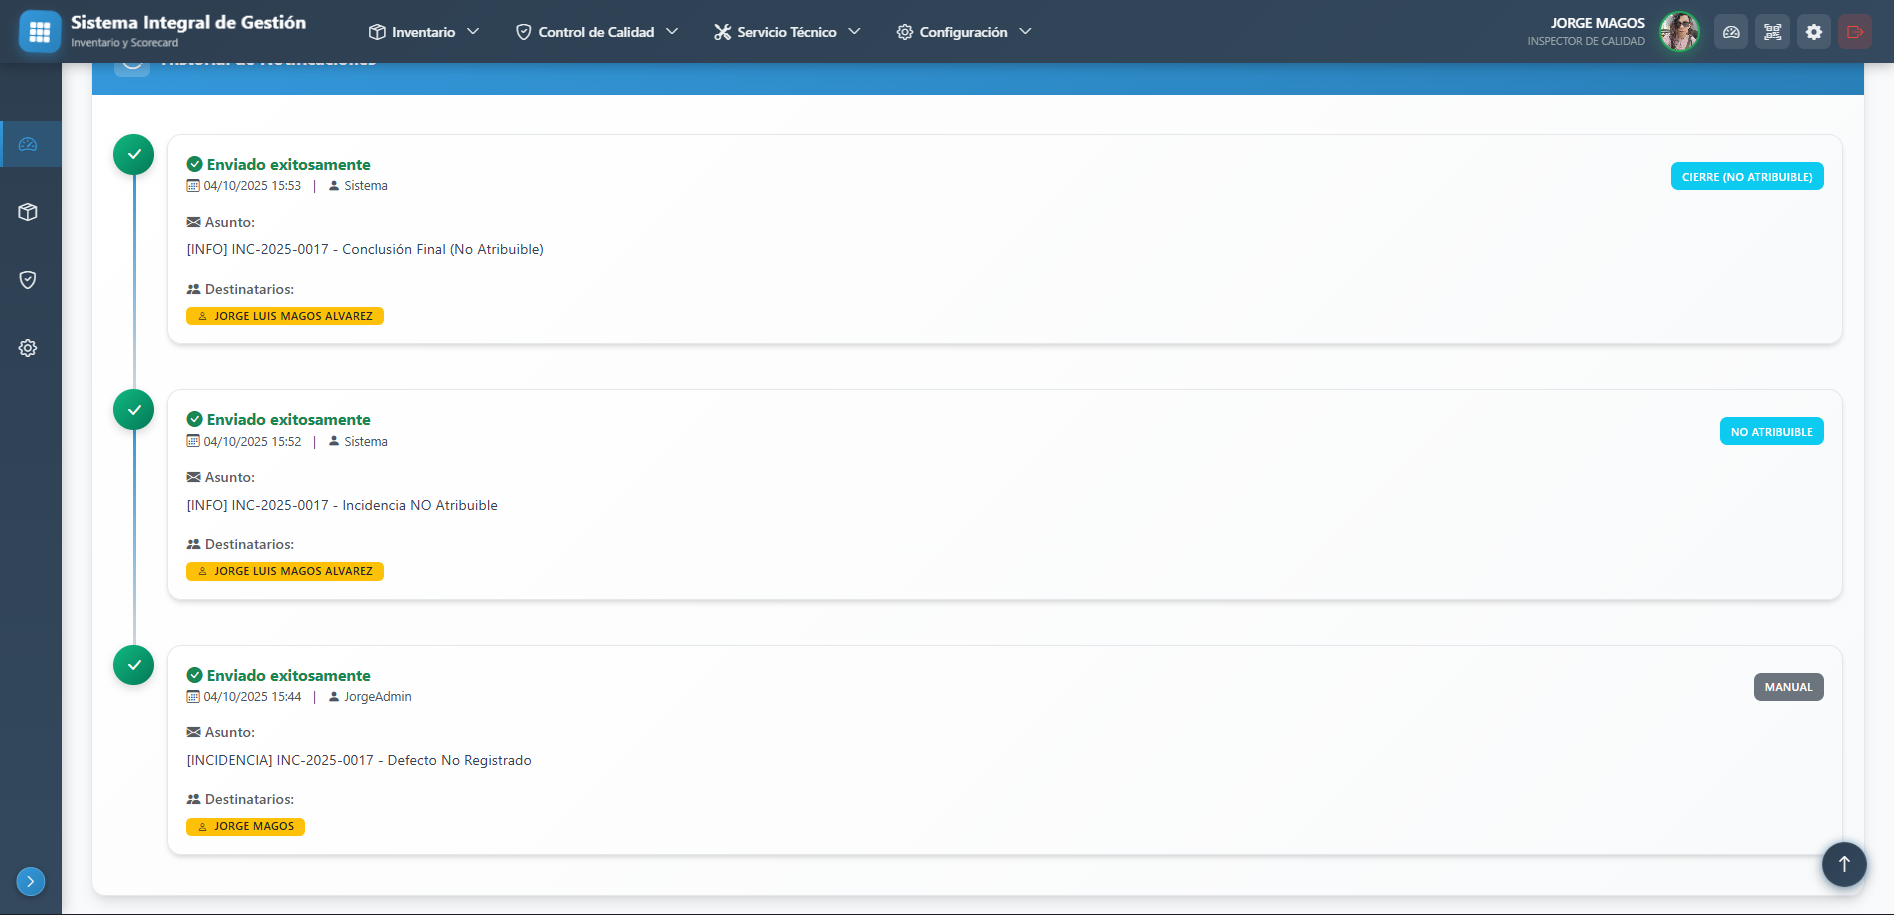 Sistema Integral de Gestión
Inventario y Scorecard
Inventario
Control de Calidad
Servicio Técnico
Configuración
JORGE MAGOS
INSPECTOR DE CALIDAD
Historial de Notificaciones
Enviado exitosamente
04/10/2025 15:53 | Sistema
CIERRE (NO ATRIBUIBLE)
Asunto:
[INFO] INC-2025-0017 - Conclusión Final (No Atribuible)
Destinatarios:
JORGE LUIS MAGOS ALVAREZ
Enviado exitosamente
04/10/2025 15:52 | Sistema
NO ATRIBUIBLE
Asunto:
[INFO] INC-2025-0017 - Incidencia NO Atribuible
Destinatarios:
JORGE LUIS MAGOS ALVAREZ
Enviado exitosamente
04/10/2025 15:44 | JorgeAdmin
MANUAL
Asunto:
[INCIDENCIA] INC-2025-0017 - Defecto No Registrado
Destinatarios:
JORGE MAGOS